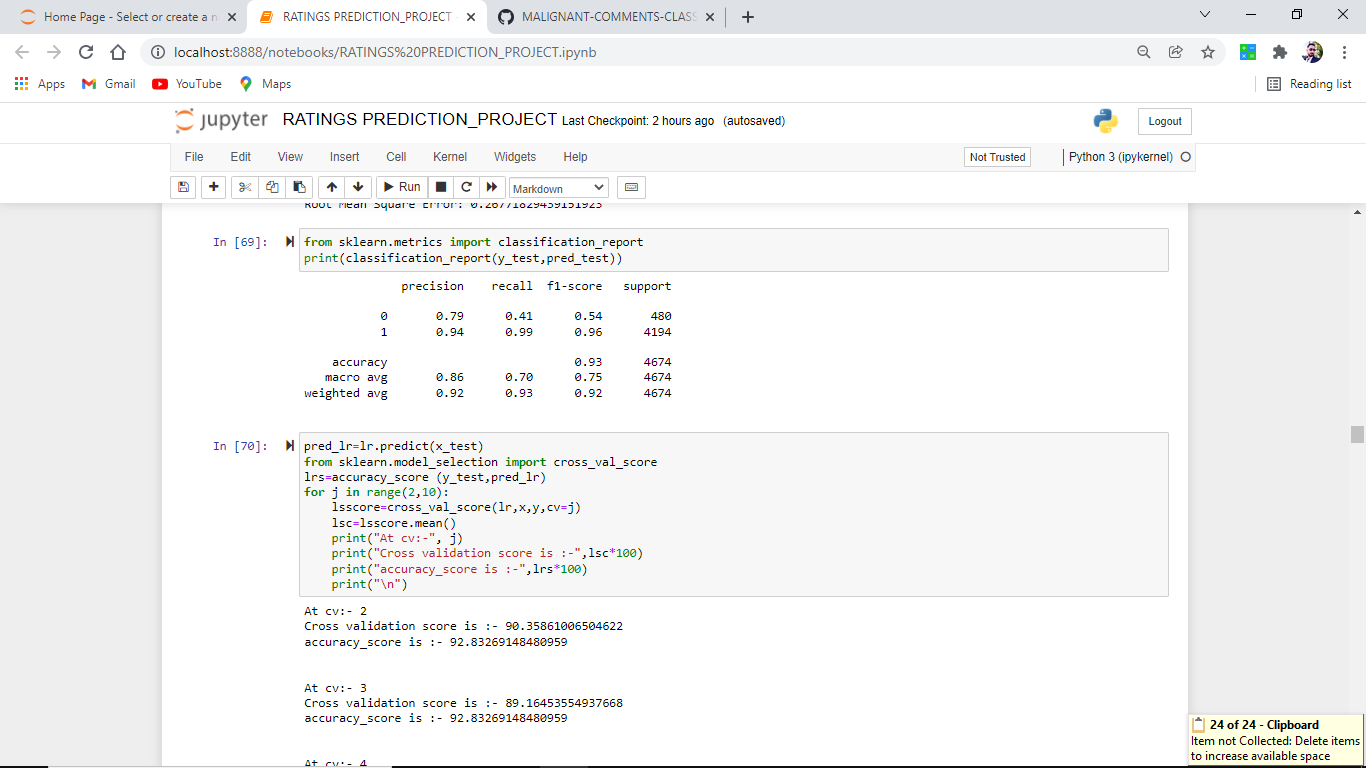 Home Page - Select or create a n
RATINGS PREDICTION_PROJECT -
MALIGNANT-COMMENTS-CLASS
localhost:8888/notebooks/RATINGS%20PREDICTION_PROJECT.ipynb
Apps Gmail YouTube Maps Reading list
jupyter RATINGS PREDICTION_PROJECT Last Checkpoint: 2 hours ago (autosaved) Logout
File Edit View Insert Cell Kernel Widgets Help Not Trusted Python 3 (ipykernel)
Run Markdown
Root Mean Square Error: 0.26771829439151923
In [69]: from sklearn.metrics import classification_report
print(classification_report(y_test,pred_test))
precision recall f1-score support
0 0.79 0.41 0.54 480
1 0.94 0.99 0.96 4194
accuracy 0.93 4674
macro avg 0.86 0.70 0.75 4674
weighted avg 0.92 0.93 0.92 4674
In [70]: pred_lr=lr.predict(x_test)
from sklearn.model_selection import cross_val_score
lrs=accuracy_score (y_test,pred_lr)
for j in range(2,10):
lsscore=cross_val_score(lr,x,y,cv=j)
lsc=lsscore.mean()
print("At cv:-", j)
print("Cross validation score is :-",lsc*100)
print("accuracy_score is :-",lrs*100)
print("\n")
At cv:- 2
Cross validation score is :- 90.35861006504622
accuracy_score is :- 92.83269148480959
At cv:- 3
Cross validation score is :- 89.16453554937668
accuracy_score is :- 92.83269148480959
At cv:- 4
24 of 24 - Clipboard
Item not Collected: Delete items
to increase available space